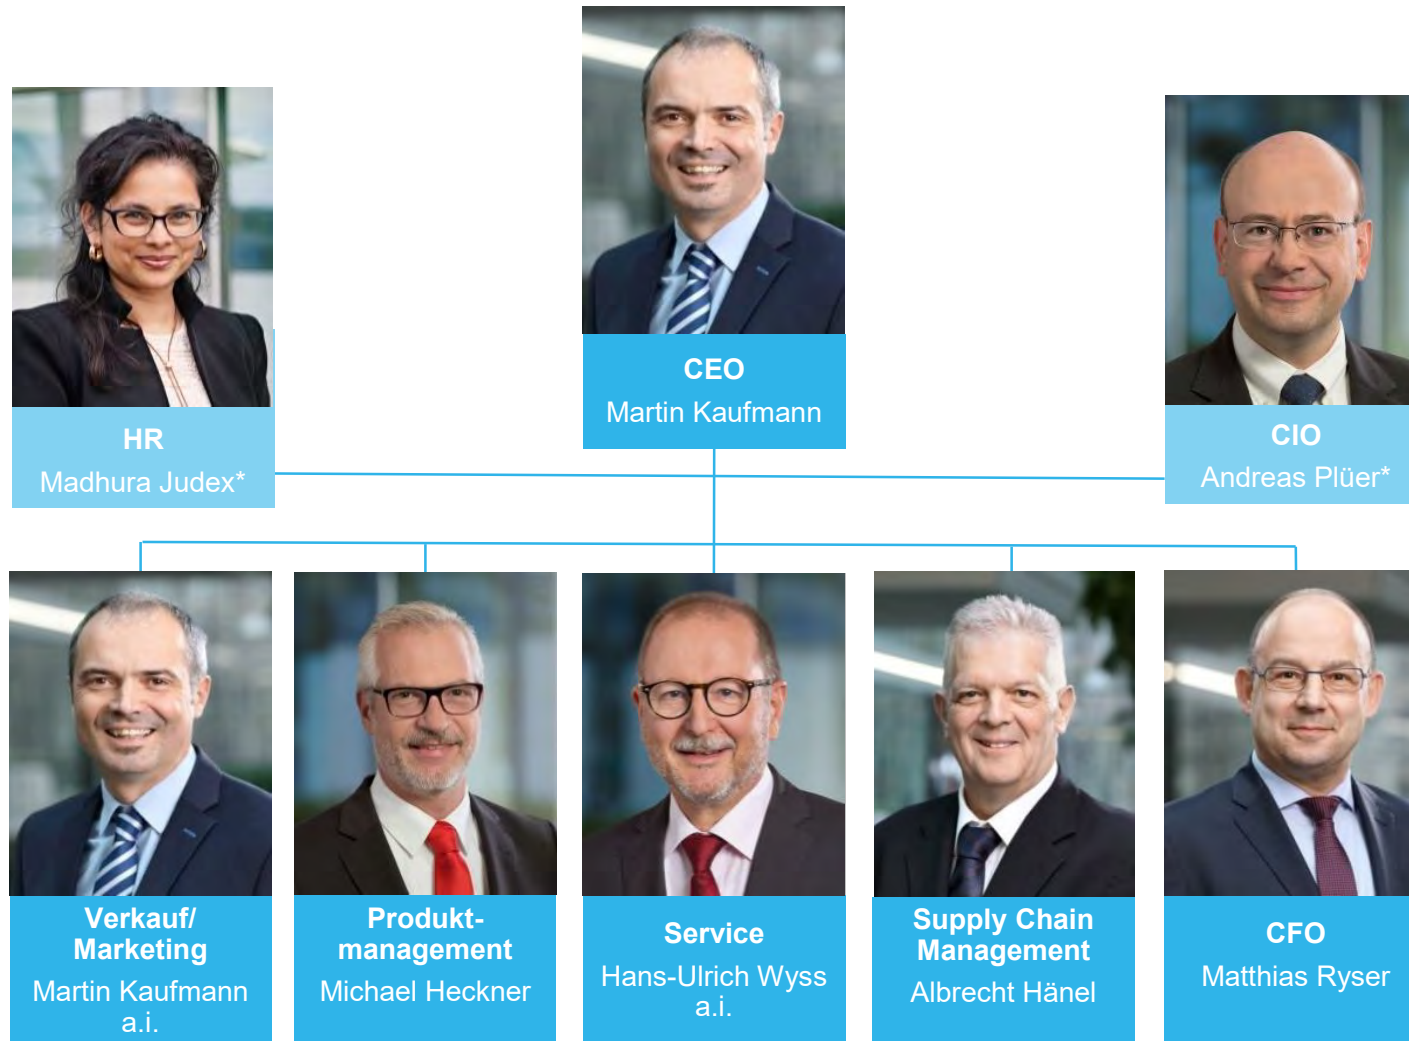 CEO
Martin Kaufmann
HR
Madhura Judex*
CIO
Andreas Plüer*
Verkauf/
Marketing
Martin Kaufmann
a.i.
Produkt-
management
Michael Heckner
Service
Hans-Ulrich Wyss
a.i.
Supply Chain
Management
Albrecht Hänel
CFO
Matthias Ryser